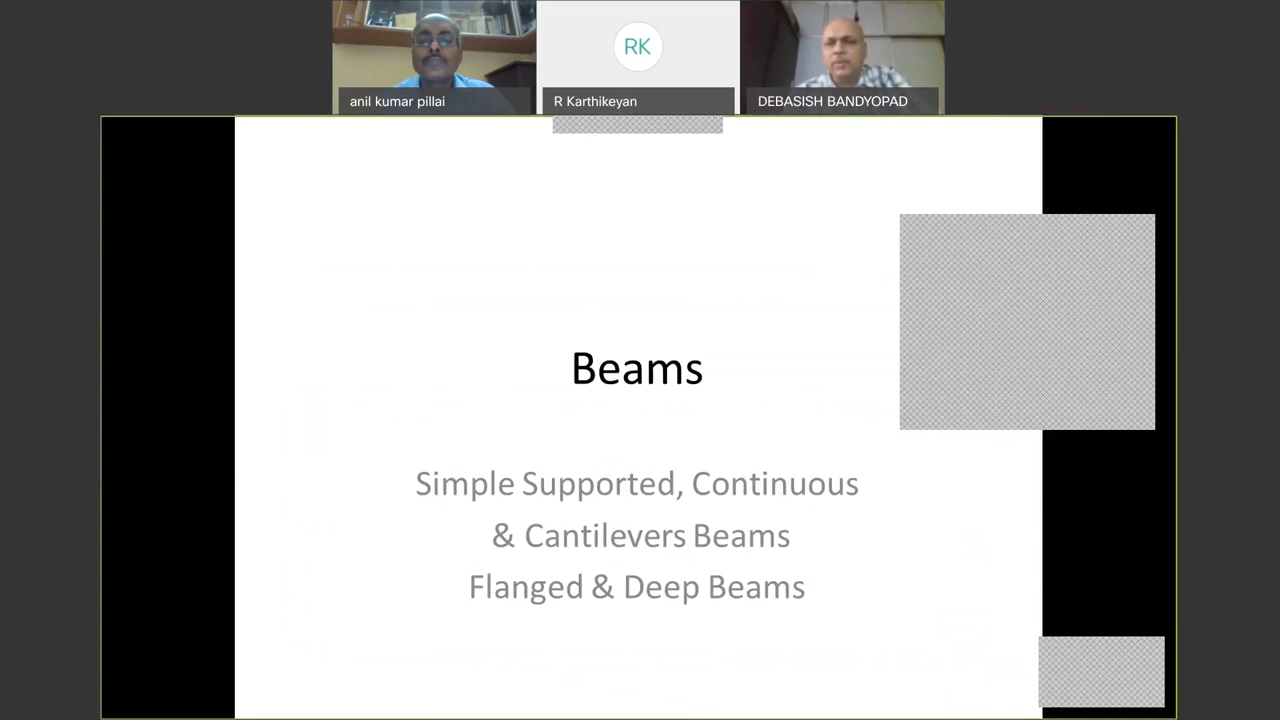 anil kumar pillai
RK
R Karthikeyan
DEBASISH BANDYOPAD
Beams
Simple Supported, Continuous
& Cantilevers Beams
Flanged & Deep Beams